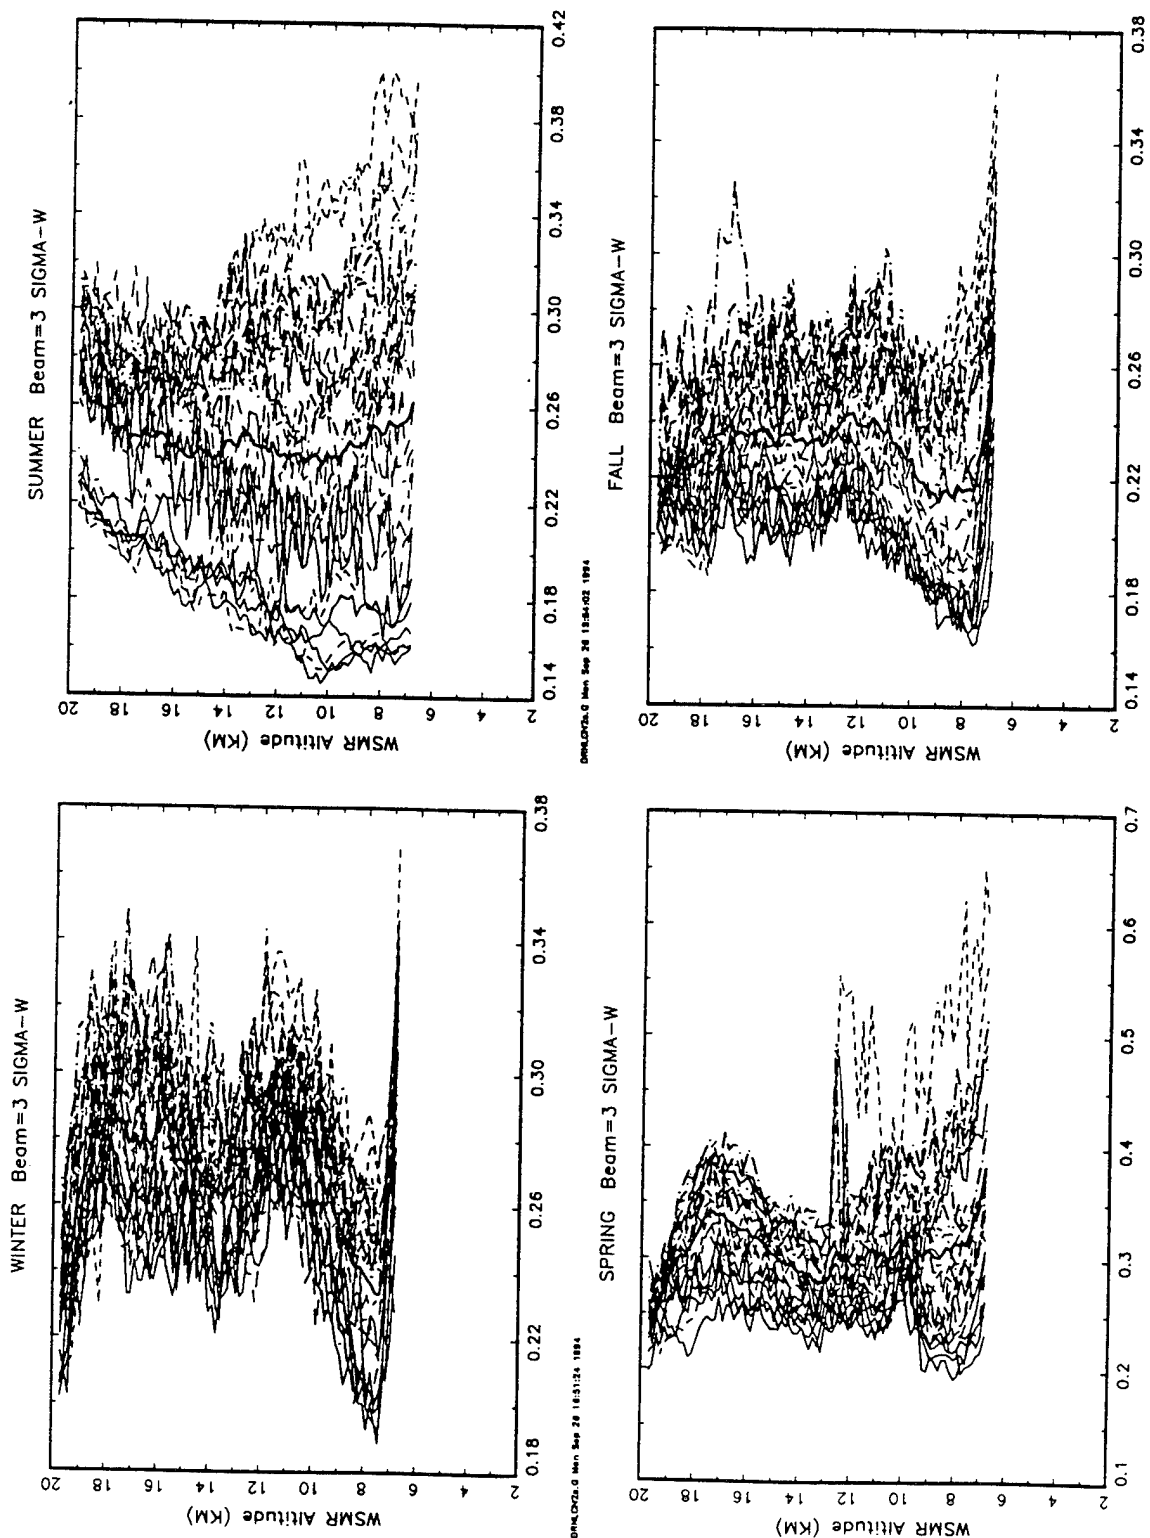 WINTER Beam=3 SIGMA-W
WSMR Altitude (KM)
20 18 16 14 12 10 8 6 4 2
0.18 0.22 0.26 0.30 0.34 0.38
Mon Sep 1994
SUMMER Beam=3 SIGMA-W
WSMR Altitude (KM)
20 18 16 14 12 10 8 6 4 2
0.14 0.18 0.22 0.26 0.30 0.34 0.38 0.42
Mon Sep 1994
SPRING Beam=3 SIGMA-W
WSMR Altitude (KM)
20 18 16 14 12 10 8 6 4 2
0.1 0.2 0.3 0.4 0.5 0.6 0.7
FALL Beam=3 SIGMA-W
WSMR Altitude (KM)
20 18 16 14 12 10 8 6 4 2
0.14 0.18 0.22 0.26 0.30 0.34 0.38